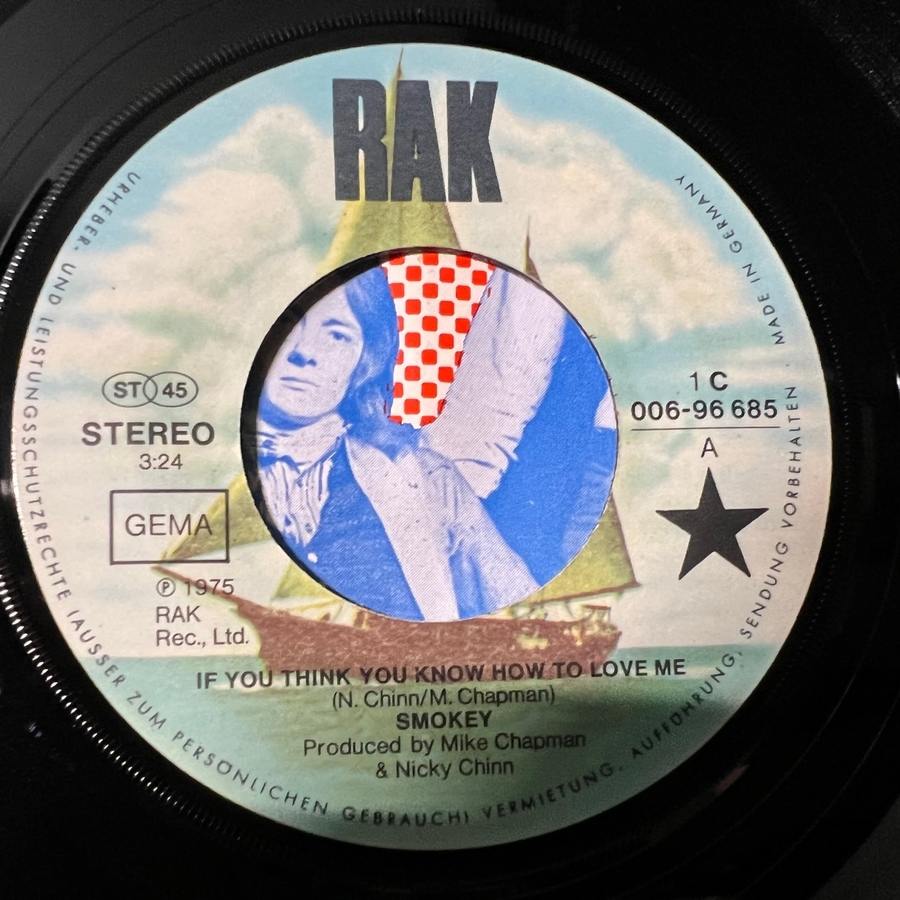 RAK
URHEBER- UND LEISTUNGSSCHUTZRECHTE (AUSSER ZUM PERSÖNLICHEN GEBRAUCH) VERMIETUNG, AUFFÜHRUNG, SENDUNG VORBEHALTEN · MADE IN GERMANY
ST 45
STEREO
3:24
GEMA
℗ 1975
RAK
Rec., Ltd.
1 C
006-96 685
A
IF YOU THINK YOU KNOW HOW TO LOVE ME
(N. Chinn/M. Chapman)
SMOKEY
Produced by Mike Chapman
& Nicky Chinn